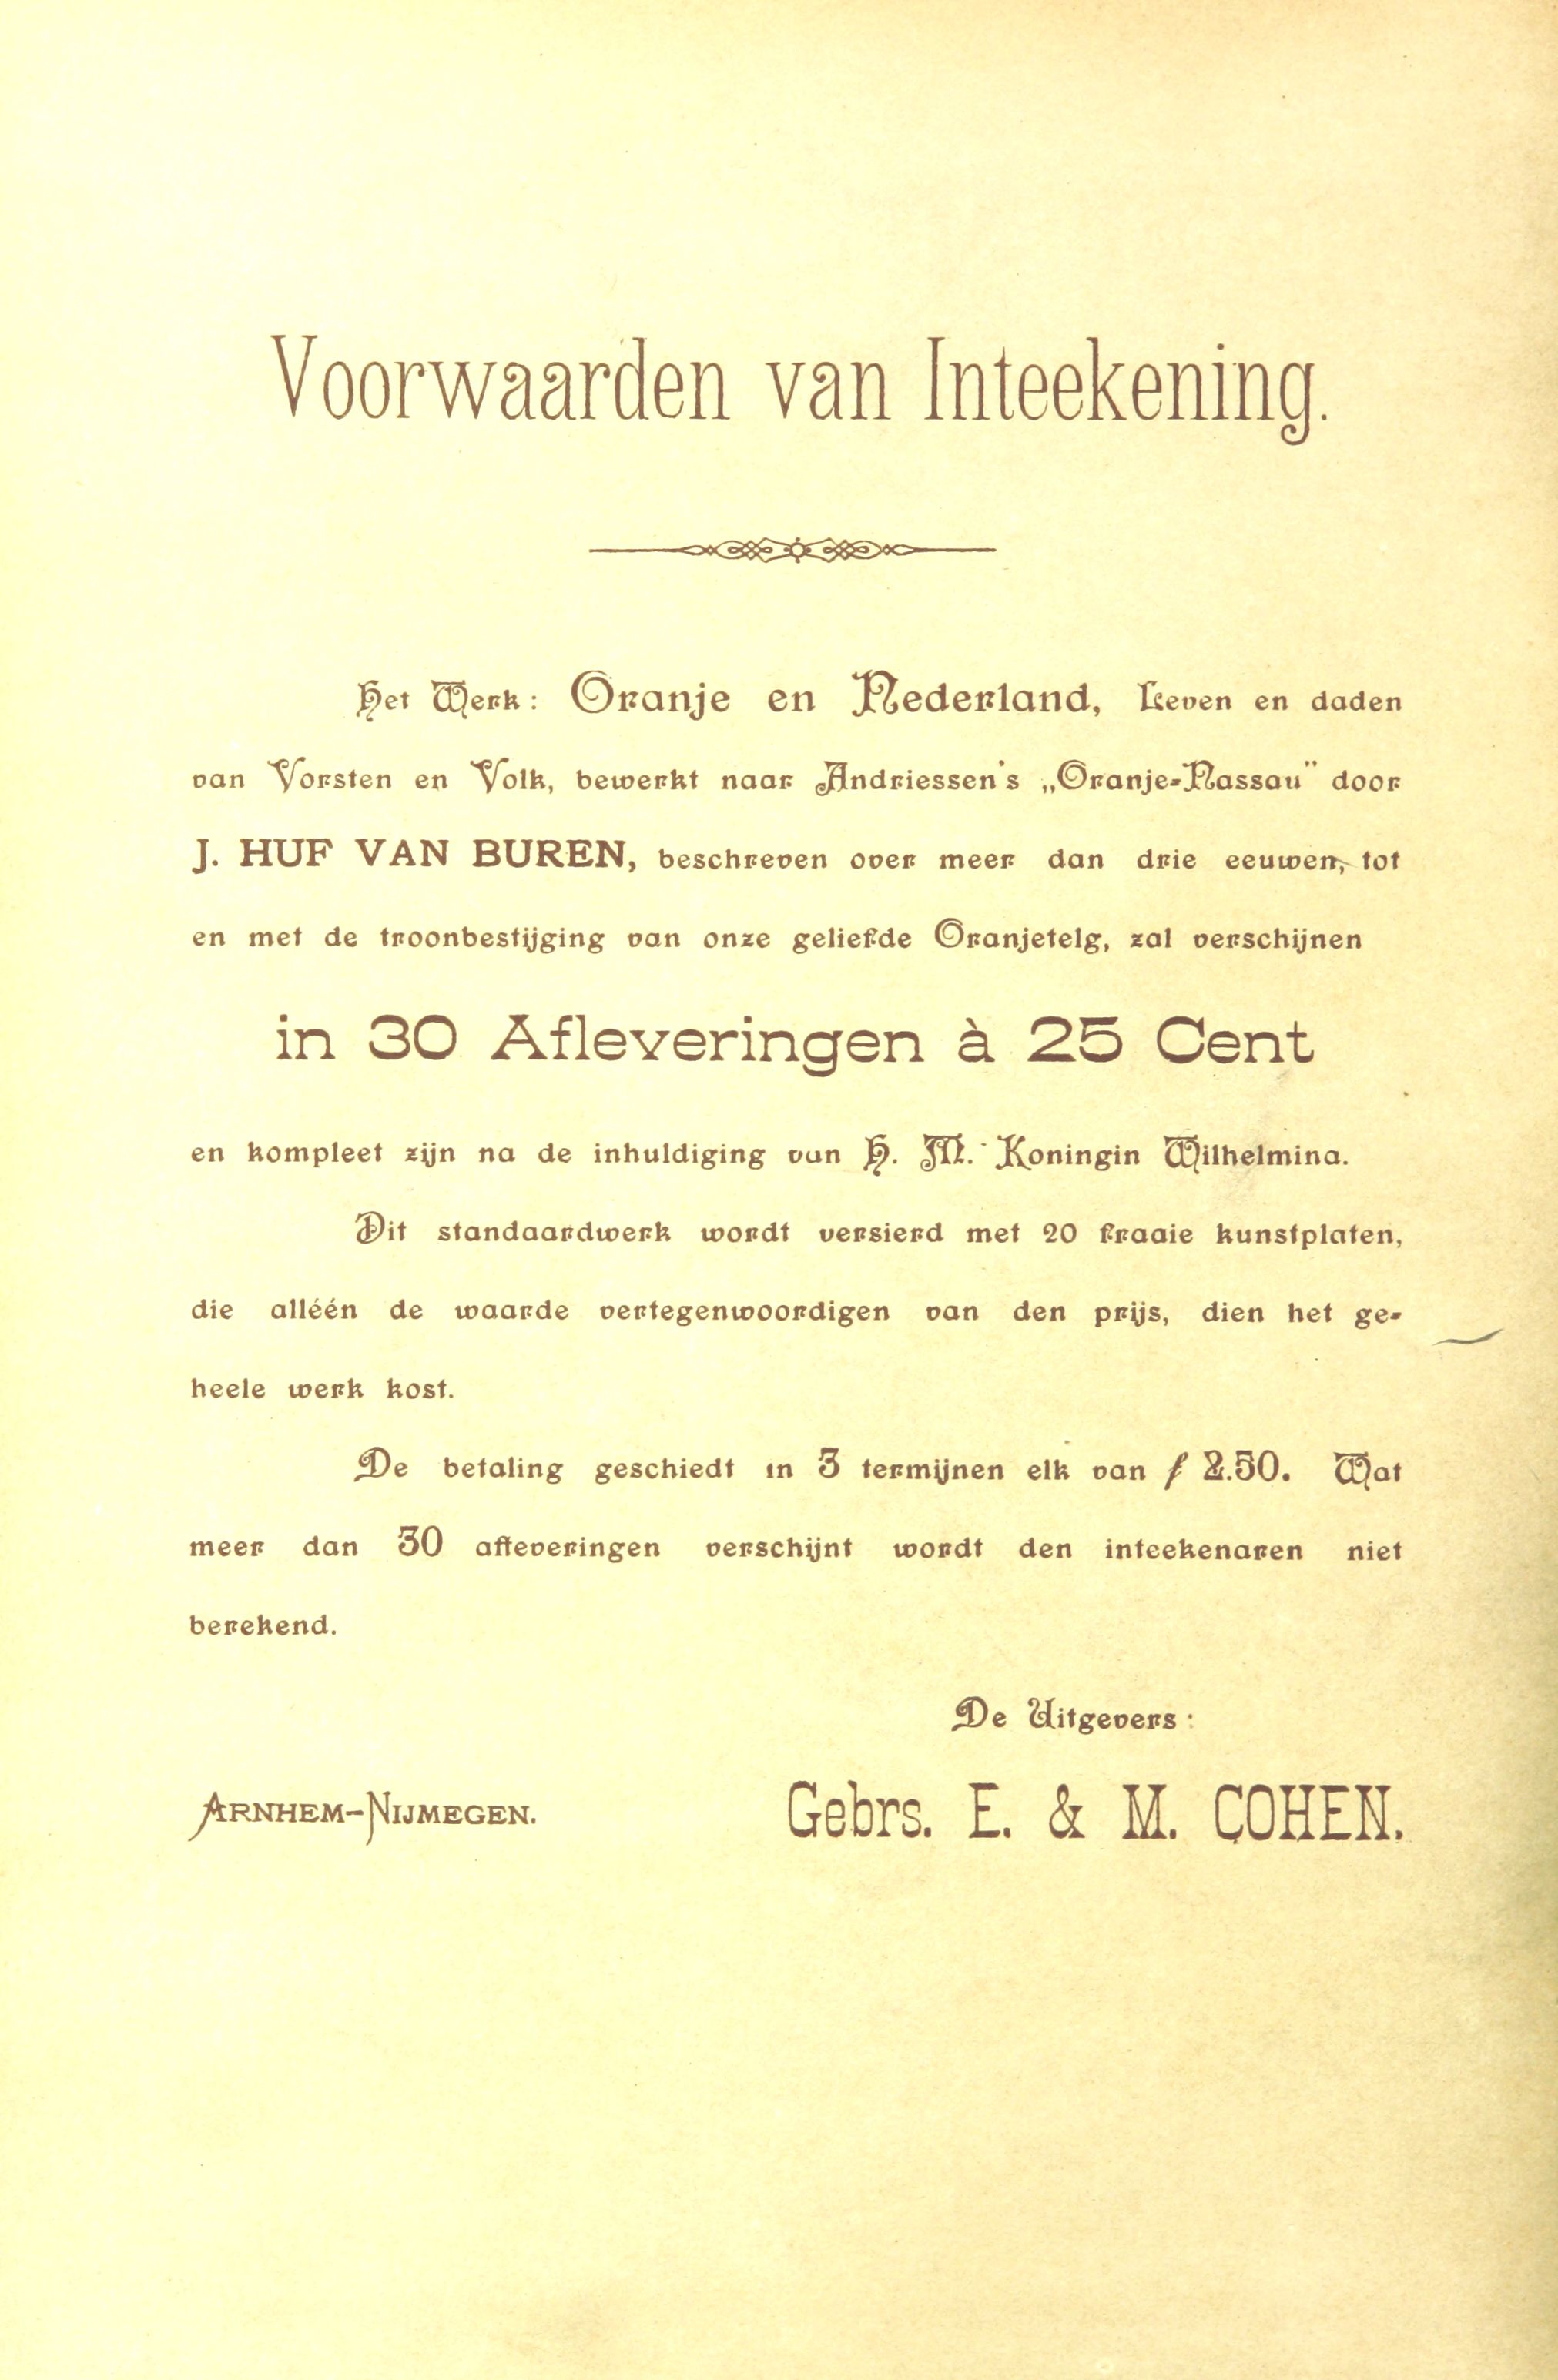 Voorwaarden van Inteekening.
Het Werk: Oranje en Nederland, Leven en daden
van Vorsten en Volk, bewerkt naar Andriessen's „Oranje-Nassau" door
J. HUF VAN BUREN, beschreven over meer dan drie eeuwen, tot
en met de troonbestijging van onze geliefde Oranjetelg, zal verschijnen
in 30 Afleveringen à 25 Cent
en kompleet zijn na de inhuldiging van H. M. Koningin Wilhelmina.
Dit standaardwerk wordt versierd met 20 fraaie kunstplaten,
die alléén de waarde vertegenwoordigen van den prijs, dien het ge-
heele werk kost.
De betaling geschiedt in 3 termijnen elk van f 2.50. Wat
meer dan 30 afleveringen verschijnt wordt den inteekenaren niet
berekend.
De Uitgevers:
ARNHEM-NIJMEGEN. Gebrs. E. & M. COHEN.